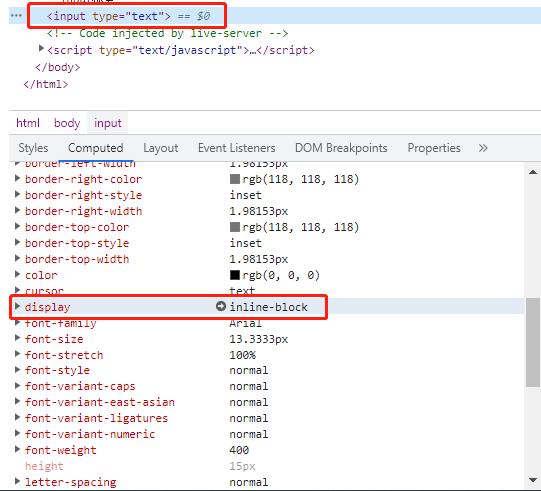 <input type="text"> == $0
<!-- Code injected by live-server -->
<script type="text/javascript">…</script>
</body>
</html>
html body input
Styles Computed Layout Event Listeners DOM Breakpoints Properties »
border-left-width 1.98153px
border-right-color rgb(118, 118, 118)
border-right-style inset
border-right-width 1.98153px
border-top-color rgb(118, 118, 118)
border-top-style inset
border-top-width 1.98153px
color rgb(0, 0, 0)
cursor text
display inline-block
font-family Arial
font-size 13.3333px
font-stretch 100%
font-style normal
font-variant-caps normal
font-variant-east-asian normal
font-variant-ligatures normal
font-variant-numeric normal
font-weight 400
height 15px
letter-spacing normal